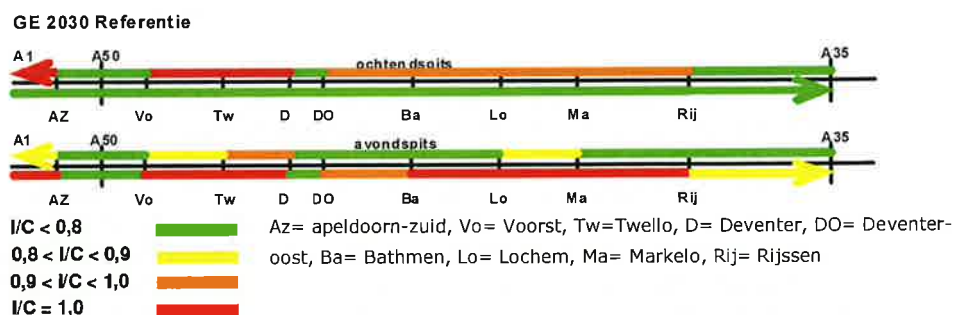 GE 2030 Referentie
A1 A50 ochtendspits A35
AZ Vo Tw D DO Ba Lo Ma Rij
A1 A50 avondspits A35
AZ Vo Tw D DO Ba Lo Ma Rij
I/C < 0,8 Az= apeldoorn-zuid, Vo= Voorst, Tw=Twello, D= Deventer, DO= Deventer-
0,8 < I/C < 0,9 oost, Ba= Bathmen, Lo= Lochem, Ma= Markelo, Rij= Rijssen
0,9 < I/C < 1,0
I/C = 1,0